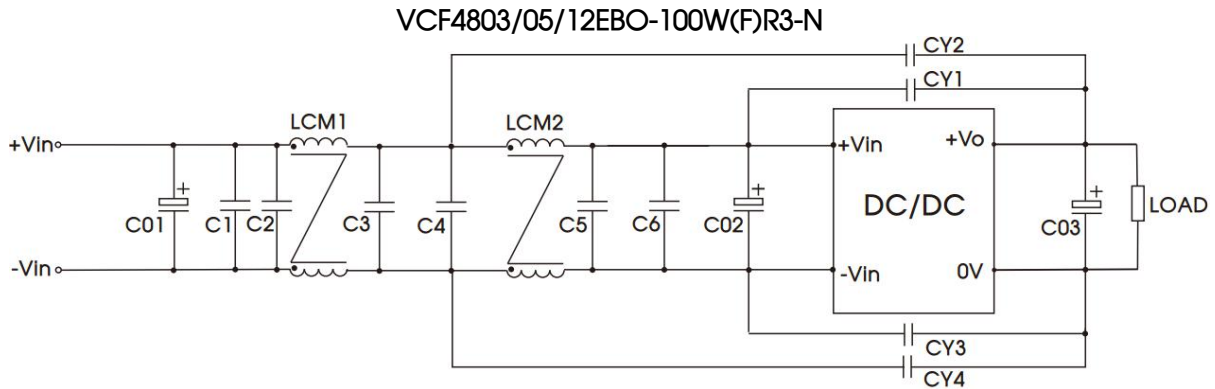 VCF4803/05/12EBO-100W(F)R3-N
CY2
CY1
LCM1
LCM2
+Vin
+Vin
+Vo
+
+
+
C01
C1
C2
C3
C4
C5
C6
C02
DC/DC
C03
LOAD
-Vin
-Vin
0V
CY3
CY4